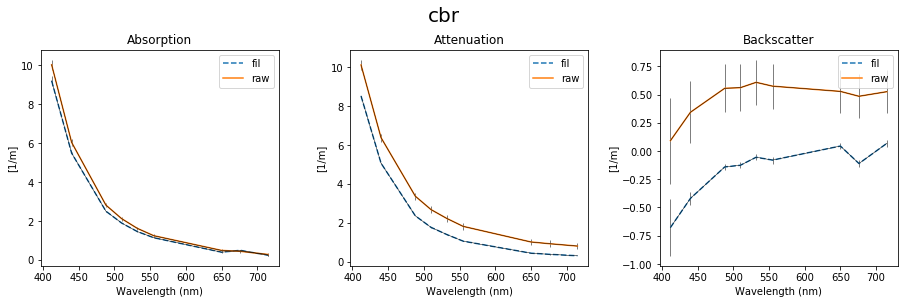 cbr
Absorption
[1/m]
10
8
6
4
2
0
400 450 500 550 600 650 700
Wavelength (nm)
fil
raw
Attenuation
[1/m]
10
8
6
4
2
0
400 450 500 550 600 650 700
Wavelength (nm)
fil
raw
Backscatter
[1/m]
0.75
0.50
0.25
0.00
−0.25
−0.50
−0.75
−1.00
400 450 500 550 600 650 700
Wavelength (nm)
fil
raw